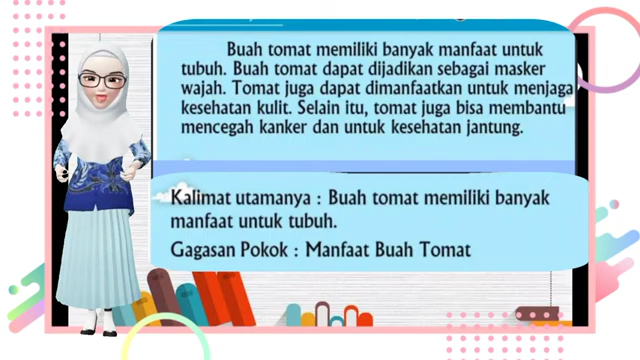 Buah tomat memiliki banyak manfaat untuk
tubuh. Buah tomat dapat dijadikan sebagai masker
wajah. Tomat juga dapat dimanfaatkan untuk menjaga
kesehatan kulit. Selain itu, tomat juga bisa membantu
mencegah kanker dan untuk kesehatan jantung.
Kalimat utamanya : Buah tomat memiliki banyak
manfaat untuk tubuh.
Gagasan Pokok : Manfaat Buah Tomat